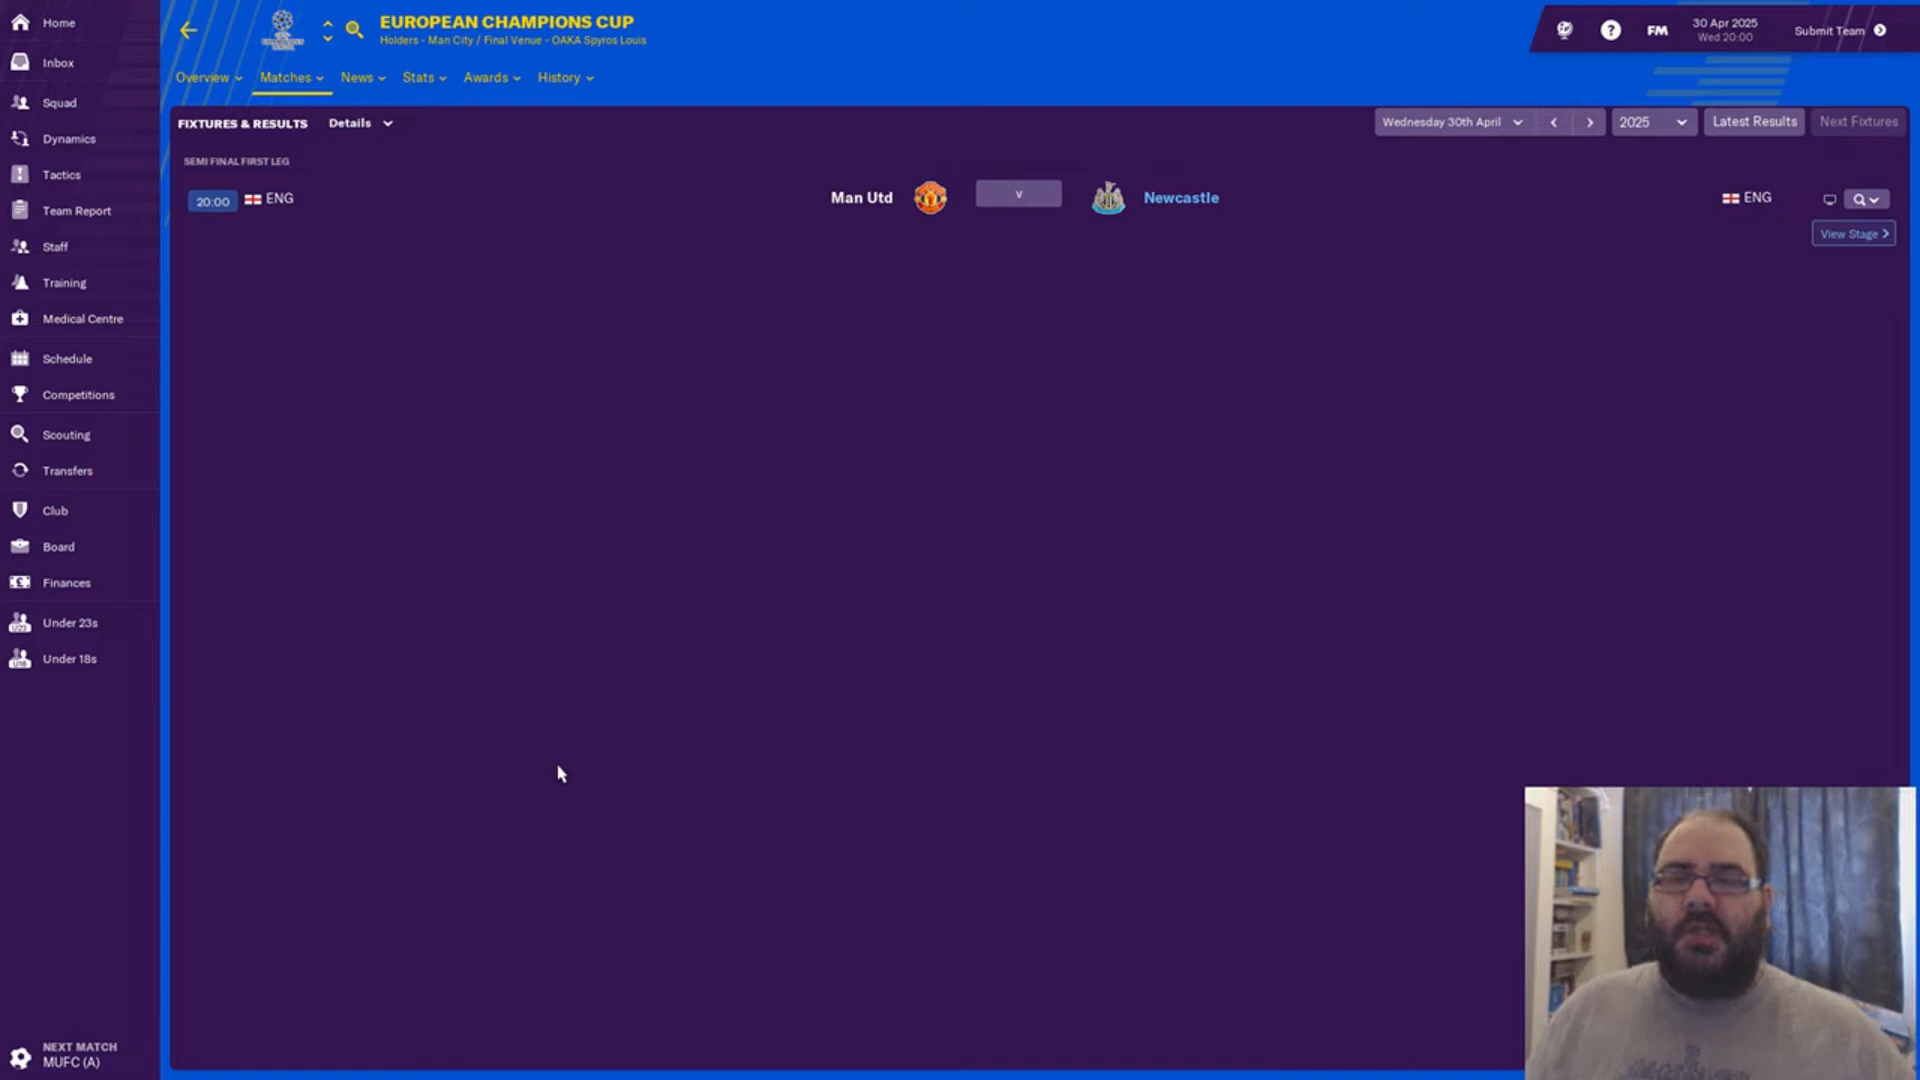 Home
Inbox
Squad
Dynamics
Tactics
Team Report
Staff
Training
Medical Centre
Schedule
Competitions
Scouting
Transfers
Club
Board
Finances
Under 23s
Under 18s
NEXT MATCH
MUFC (A)
EUROPEAN CHAMPIONS CUP
Holders - Man City / Final Venue - OAKA Spyros Louis
Overview Matches News Stats Awards History
? FM 30 Apr 2025 Submit Team
Wed 20:00
FIXTURES & RESULTS Details Wednesday 30th April 2025 Latest Results Next Fixtures
SEMI FINAL FIRST LEG
20:00 ENG Man Utd v Newcastle ENG
View Stage